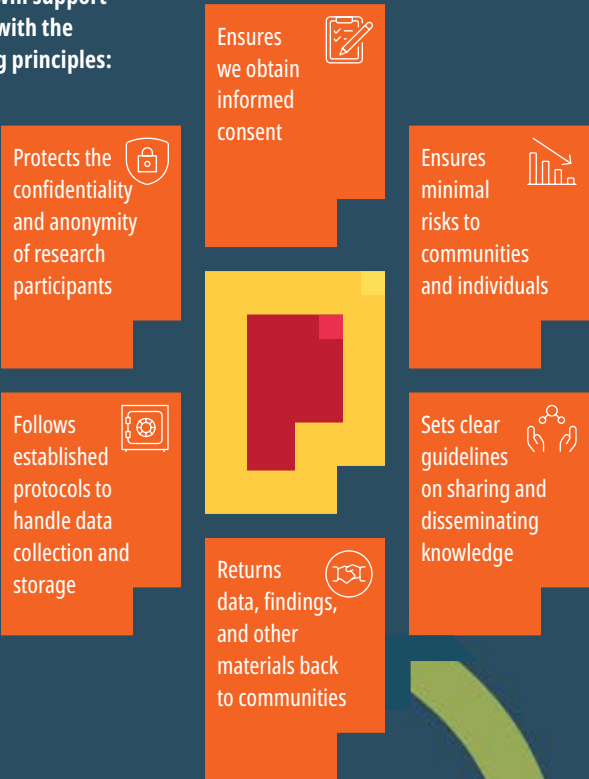 with the
principles:
Ensures
we obtain
informed
consent
Protects the
confidentiality
and anonymity
of research
participants
Ensures
minimal
risks to
communities
and individuals
Follows
established
protocols to
handle data
collection and
storage
Sets clear
guidelines
on sharing and
disseminating
knowledge
Returns
data, findings,
and other
materials back
to communities